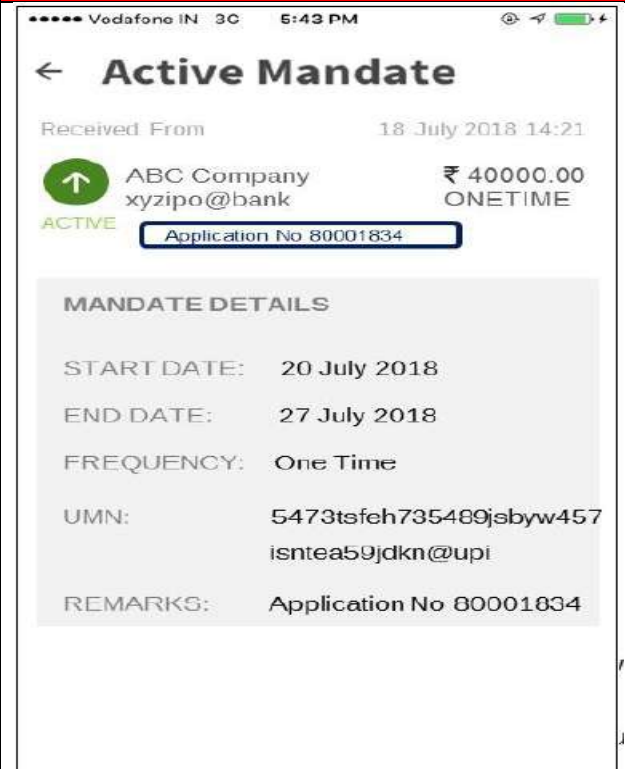 Vodafone IN 3G 5:43 PM
Active Mandate
Received From 18 July 2018 14:21
ABC Company ₹ 40000.00
xyzipo@bank ONETIME
ACTIVE
Application No 80001834
MANDATE DETAILS
START DATE: 20 July 2018
END DATE: 27 July 2018
FREQUENCY: One Time
UMN: 5473tsfeh735489jsbyw457
isntea59jdkn@upi
REMARKS: Application No 80001834